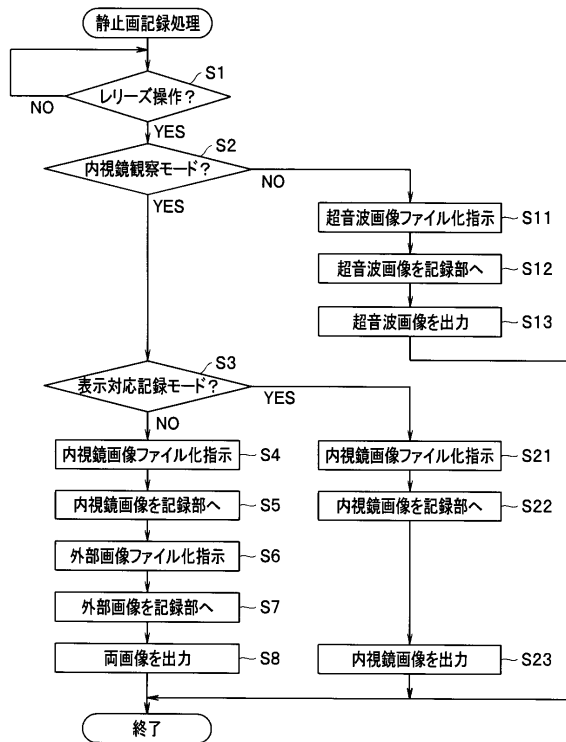 静止画記録処理
レリーズ操作？
S1
NO
YES
内視鏡観察モード？
S2
NO
YES
超音波画像ファイル化指示
S11
超音波画像を記録部へ
S12
超音波画像を出力
S13
表示対応記録モード？
S3
YES
NO
内視鏡画像ファイル化指示
S4
内視鏡画像を記録部へ
S5
外部画像ファイル化指示
S6
外部画像を記録部へ
S7
両画像を出力
S8
内視鏡画像ファイル化指示
S21
内視鏡画像を記録部へ
S22
内視鏡画像を出力
S23
終了